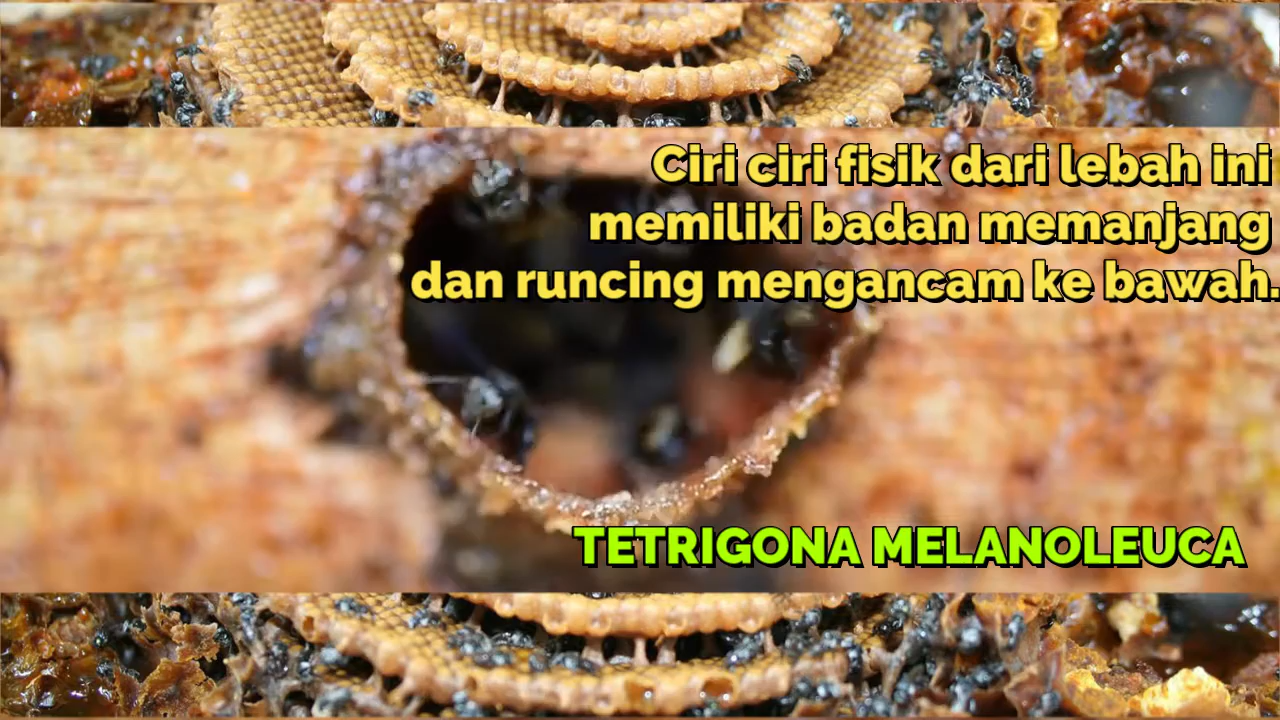 Ciri ciri fisik dari lebah ini
memiliki badan memanjang
dan runcing mengancam ke bawah.
TETRIGONA MELANOLEUCA